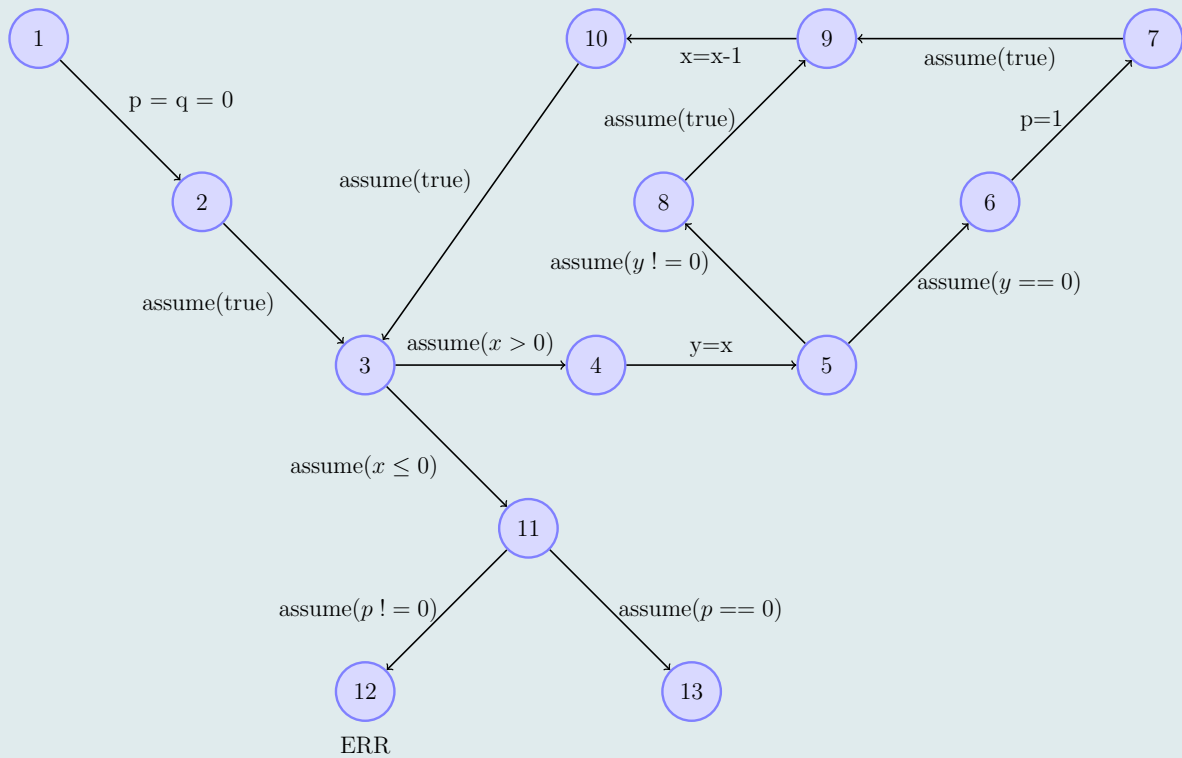 1
10
9
7
x=x-1
assume(true)
p = q = 0
assume(true)
p=1
assume(true)
2
8
6
assume(y != 0)
assume(y == 0)
assume(true)
3
assume(x > 0)
4
y=x
5
assume(x ≤ 0)
11
assume(p != 0)
assume(p == 0)
12
13
ERR